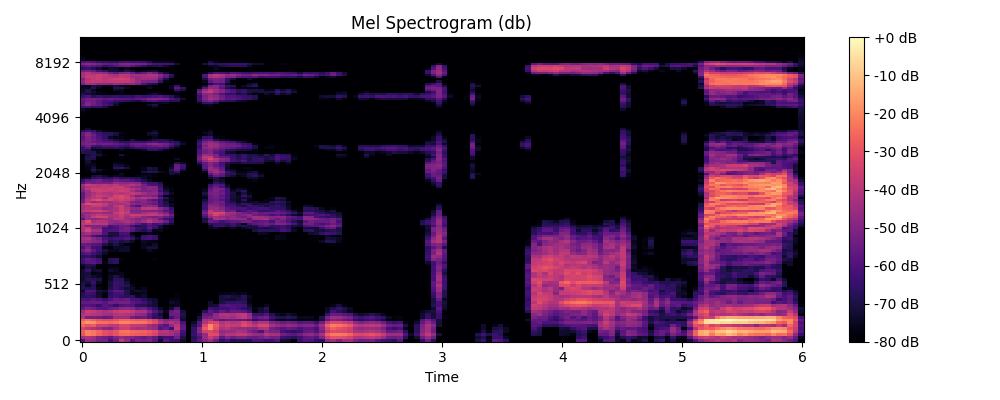 Mel Spectrogram (db)
Hz
8192
4096
2048
1024
512
0
0 1 2 3 4 5 6
Time
+0 dB
-10 dB
-20 dB
-30 dB
-40 dB
-50 dB
-60 dB
-70 dB
-80 dB